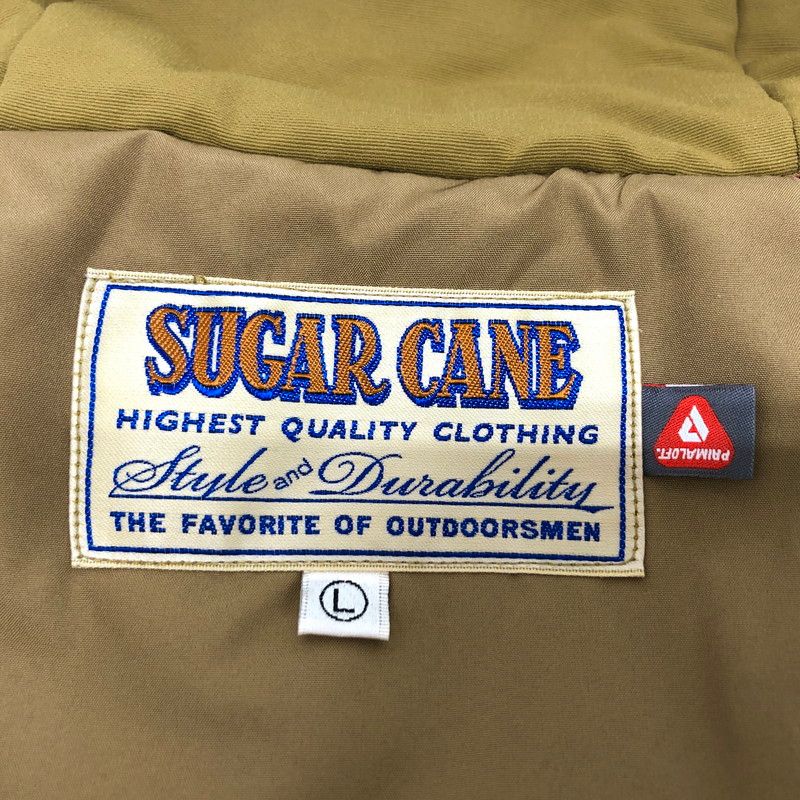 SUGAR CANE
HIGHEST QUALITY CLOTHING
Style and Durability
THE FAVORITE OF OUTDOORSMEN
PRIMALOFT.
L